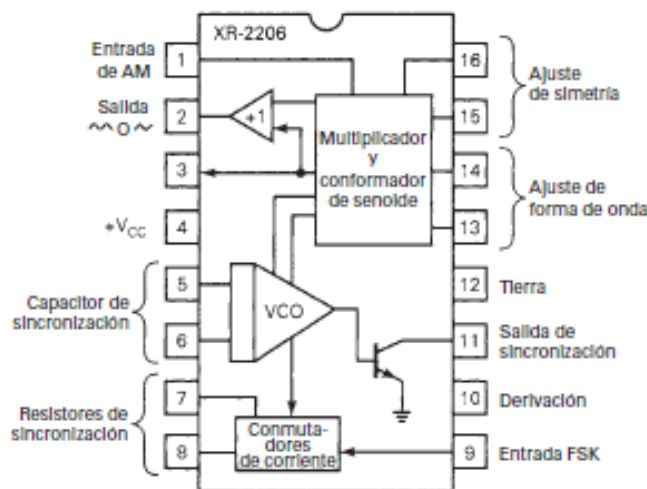 XR-2206
Entrada
de AM
1
Salida
2
+1
3
+V_CC
4
Capacitor de
sincronización
5
6
VCO
Resistores de
sincronización
7
8
Conmuta-
dores
de corriente
Multiplicador
y
conformador
de senolde
16
15
Ajuste
de simetría
14
13
Ajuste de
forma de onda
12
Tierra
11
Salida de
sincronización
10
Derivación
9
Entrada FSK